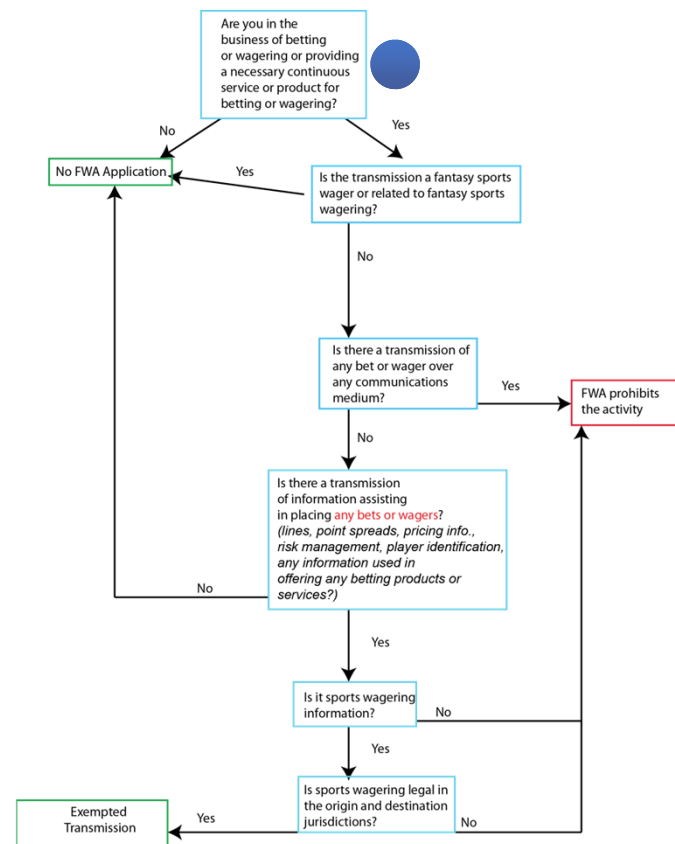 Are you in the
business of betting
or wagering or providing
a necessary continuous
service or product for
betting or wagering?
No
Yes
No FWA Application
Yes
Is the transmission a fantasy sports
wager or related to fantasy sports
wagering?
No
Is there a transmission of
any bet or wager over
any communications
medium?
Yes
FWA prohibits
the activity
No
Is there a transmission
of information assisting
in placing any bets or wagers?
(lines, point spreads, pricing info.,
risk management, player identification,
any information used in
offering any betting products or
services?)
No
Yes
Is it sports wagering
information?
No
Yes
Is sports wagering legal in
the origin and destination
jurisdictions?
Yes
No
Exempted
Transmission